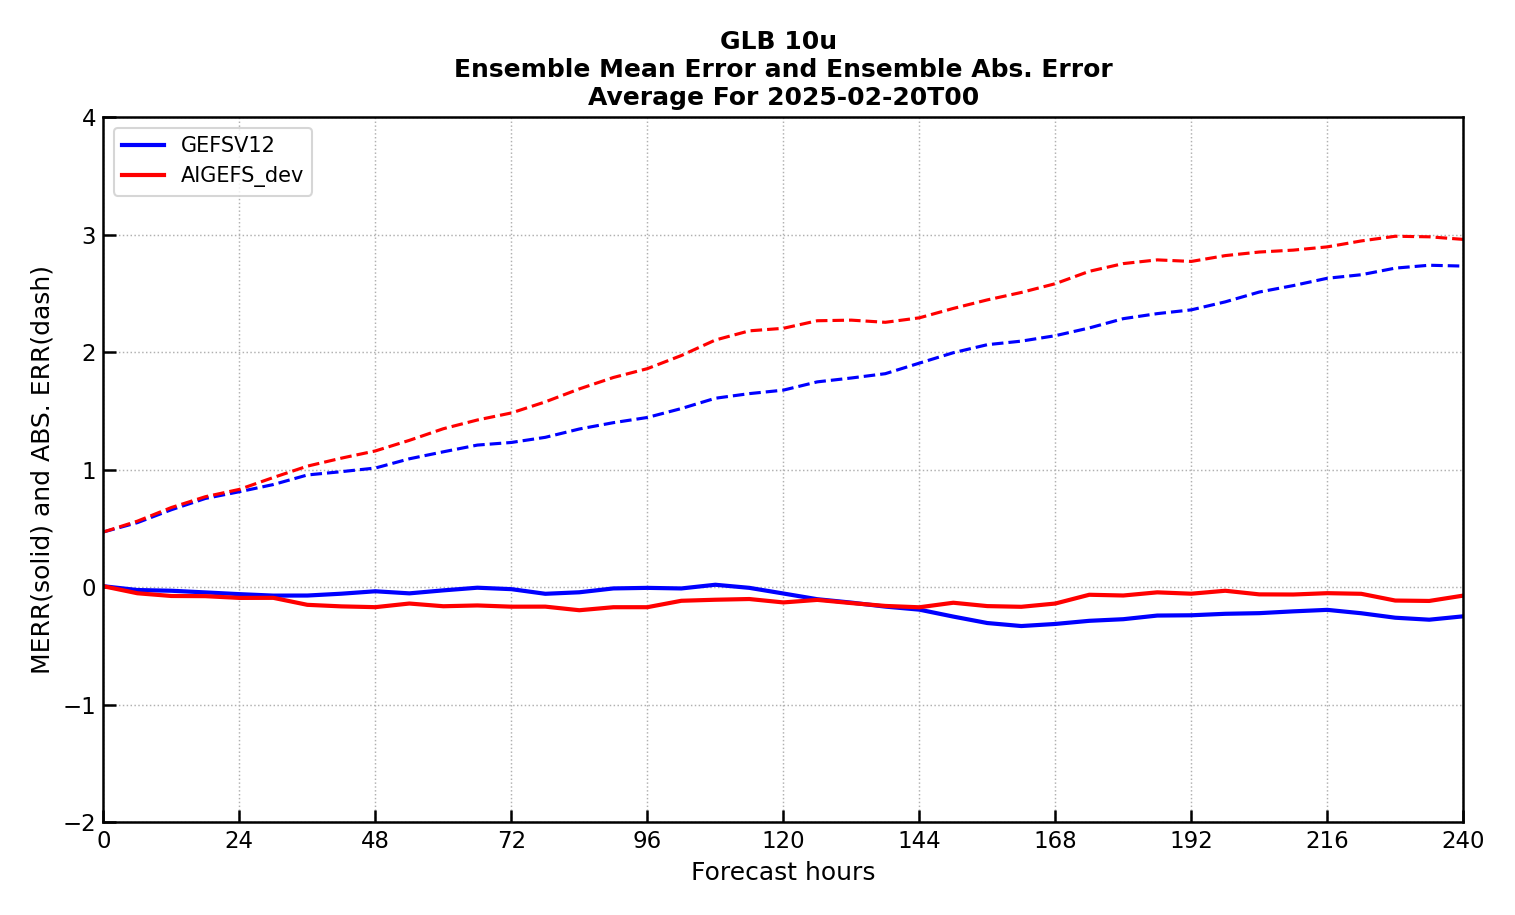 GLB 10u
Ensemble Mean Error and Ensemble Abs. Error
Average For 2025-02-20T00
GEFSV12
AIGEFS_dev
MERR(solid) and ABS. ERR(dash)
4
3
2
1
0
−1
−2
0 24 48 72 96 120 144 168 192 216 240
Forecast hours